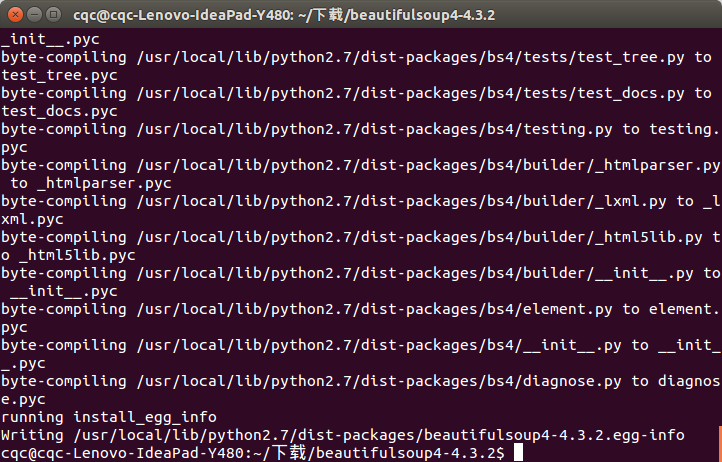 cqc@cqc-Lenovo-IdeaPad-Y480: ~/下载/beautifulsoup4-4.3.2
_init__.pyc
byte-compiling /usr/local/lib/python2.7/dist-packages/bs4/tests/test_tree.py to
test_tree.pyc
byte-compiling /usr/local/lib/python2.7/dist-packages/bs4/tests/test_docs.py to
test_docs.pyc
byte-compiling /usr/local/lib/python2.7/dist-packages/bs4/testing.py to testing.
pyc
byte-compiling /usr/local/lib/python2.7/dist-packages/bs4/builder/_htmlparser.py
 to _htmlparser.pyc
byte-compiling /usr/local/lib/python2.7/dist-packages/bs4/builder/_lxml.py to _l
xml.pyc
byte-compiling /usr/local/lib/python2.7/dist-packages/bs4/builder/_html5lib.py t
o _html5lib.pyc
byte-compiling /usr/local/lib/python2.7/dist-packages/bs4/builder/__init__.py to
 __init__.pyc
byte-compiling /usr/local/lib/python2.7/dist-packages/bs4/element.py to element.
pyc
byte-compiling /usr/local/lib/python2.7/dist-packages/bs4/__init__.py to __init_
_.pyc
byte-compiling /usr/local/lib/python2.7/dist-packages/bs4/diagnose.py to diagnos
e.pyc
running install_egg_info
Writing /usr/local/lib/python2.7/dist-packages/beautifulsoup4-4.3.2.egg-info
cqc@cqc-Lenovo-IdeaPad-Y480:~/下载/beautifulsoup4-4.3.2$